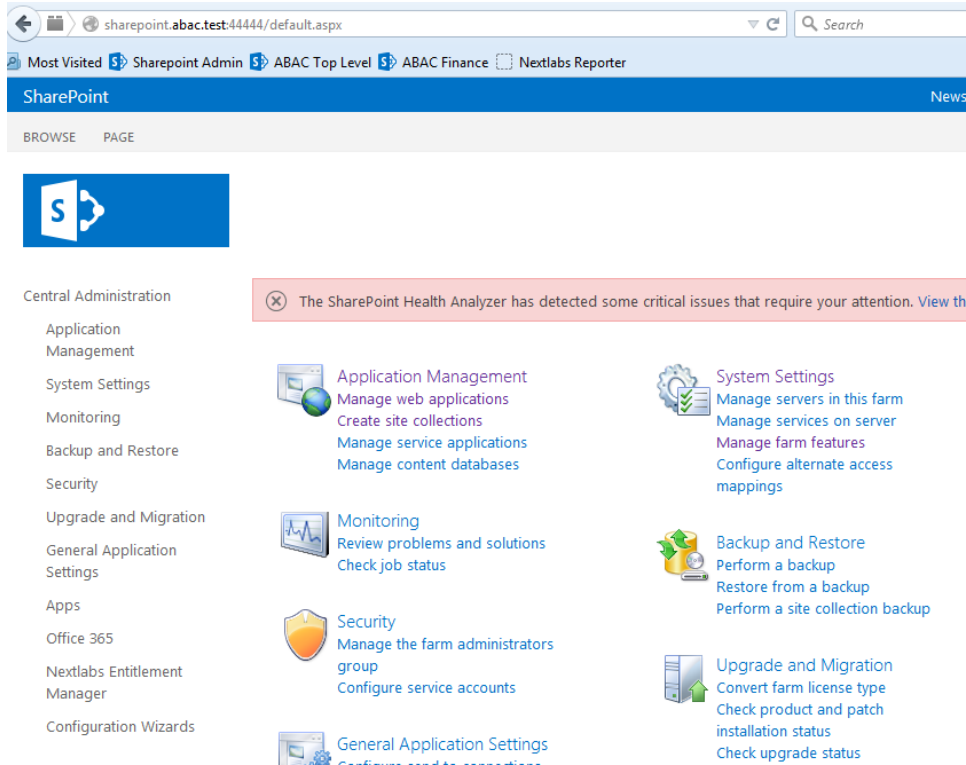 sharepoint.abac.test:44444/default.aspx
Search
Most Visited Sharepoint Admin ABAC Top Level ABAC Finance Nextlabs Reporter
SharePoint
News
BROWSE PAGE
S
Central Administration
Application
Management
System Settings
Monitoring
Backup and Restore
Security
Upgrade and Migration
General Application
Settings
Apps
Office 365
Nextlabs Entitlement
Manager
Configuration Wizards
The SharePoint Health Analyzer has detected some critical issues that require your attention. View th
Application Management
Manage web applications
Create site collections
Manage service applications
Manage content databases
Monitoring
Review problems and solutions
Check job status
Security
Manage the farm administrators
group
Configure service accounts
General Application Settings
Configure send to connections
System Settings
Manage servers in this farm
Manage services on server
Manage farm features
Configure alternate access
mappings
Backup and Restore
Perform a backup
Restore from a backup
Perform a site collection backup
Upgrade and Migration
Convert farm license type
Check product and patch
installation status
Check upgrade status